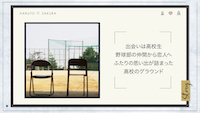 出会いは高校生
野球部の仲間から恋人へ
ふたりの思い出が詰まった
高校のグラウンド